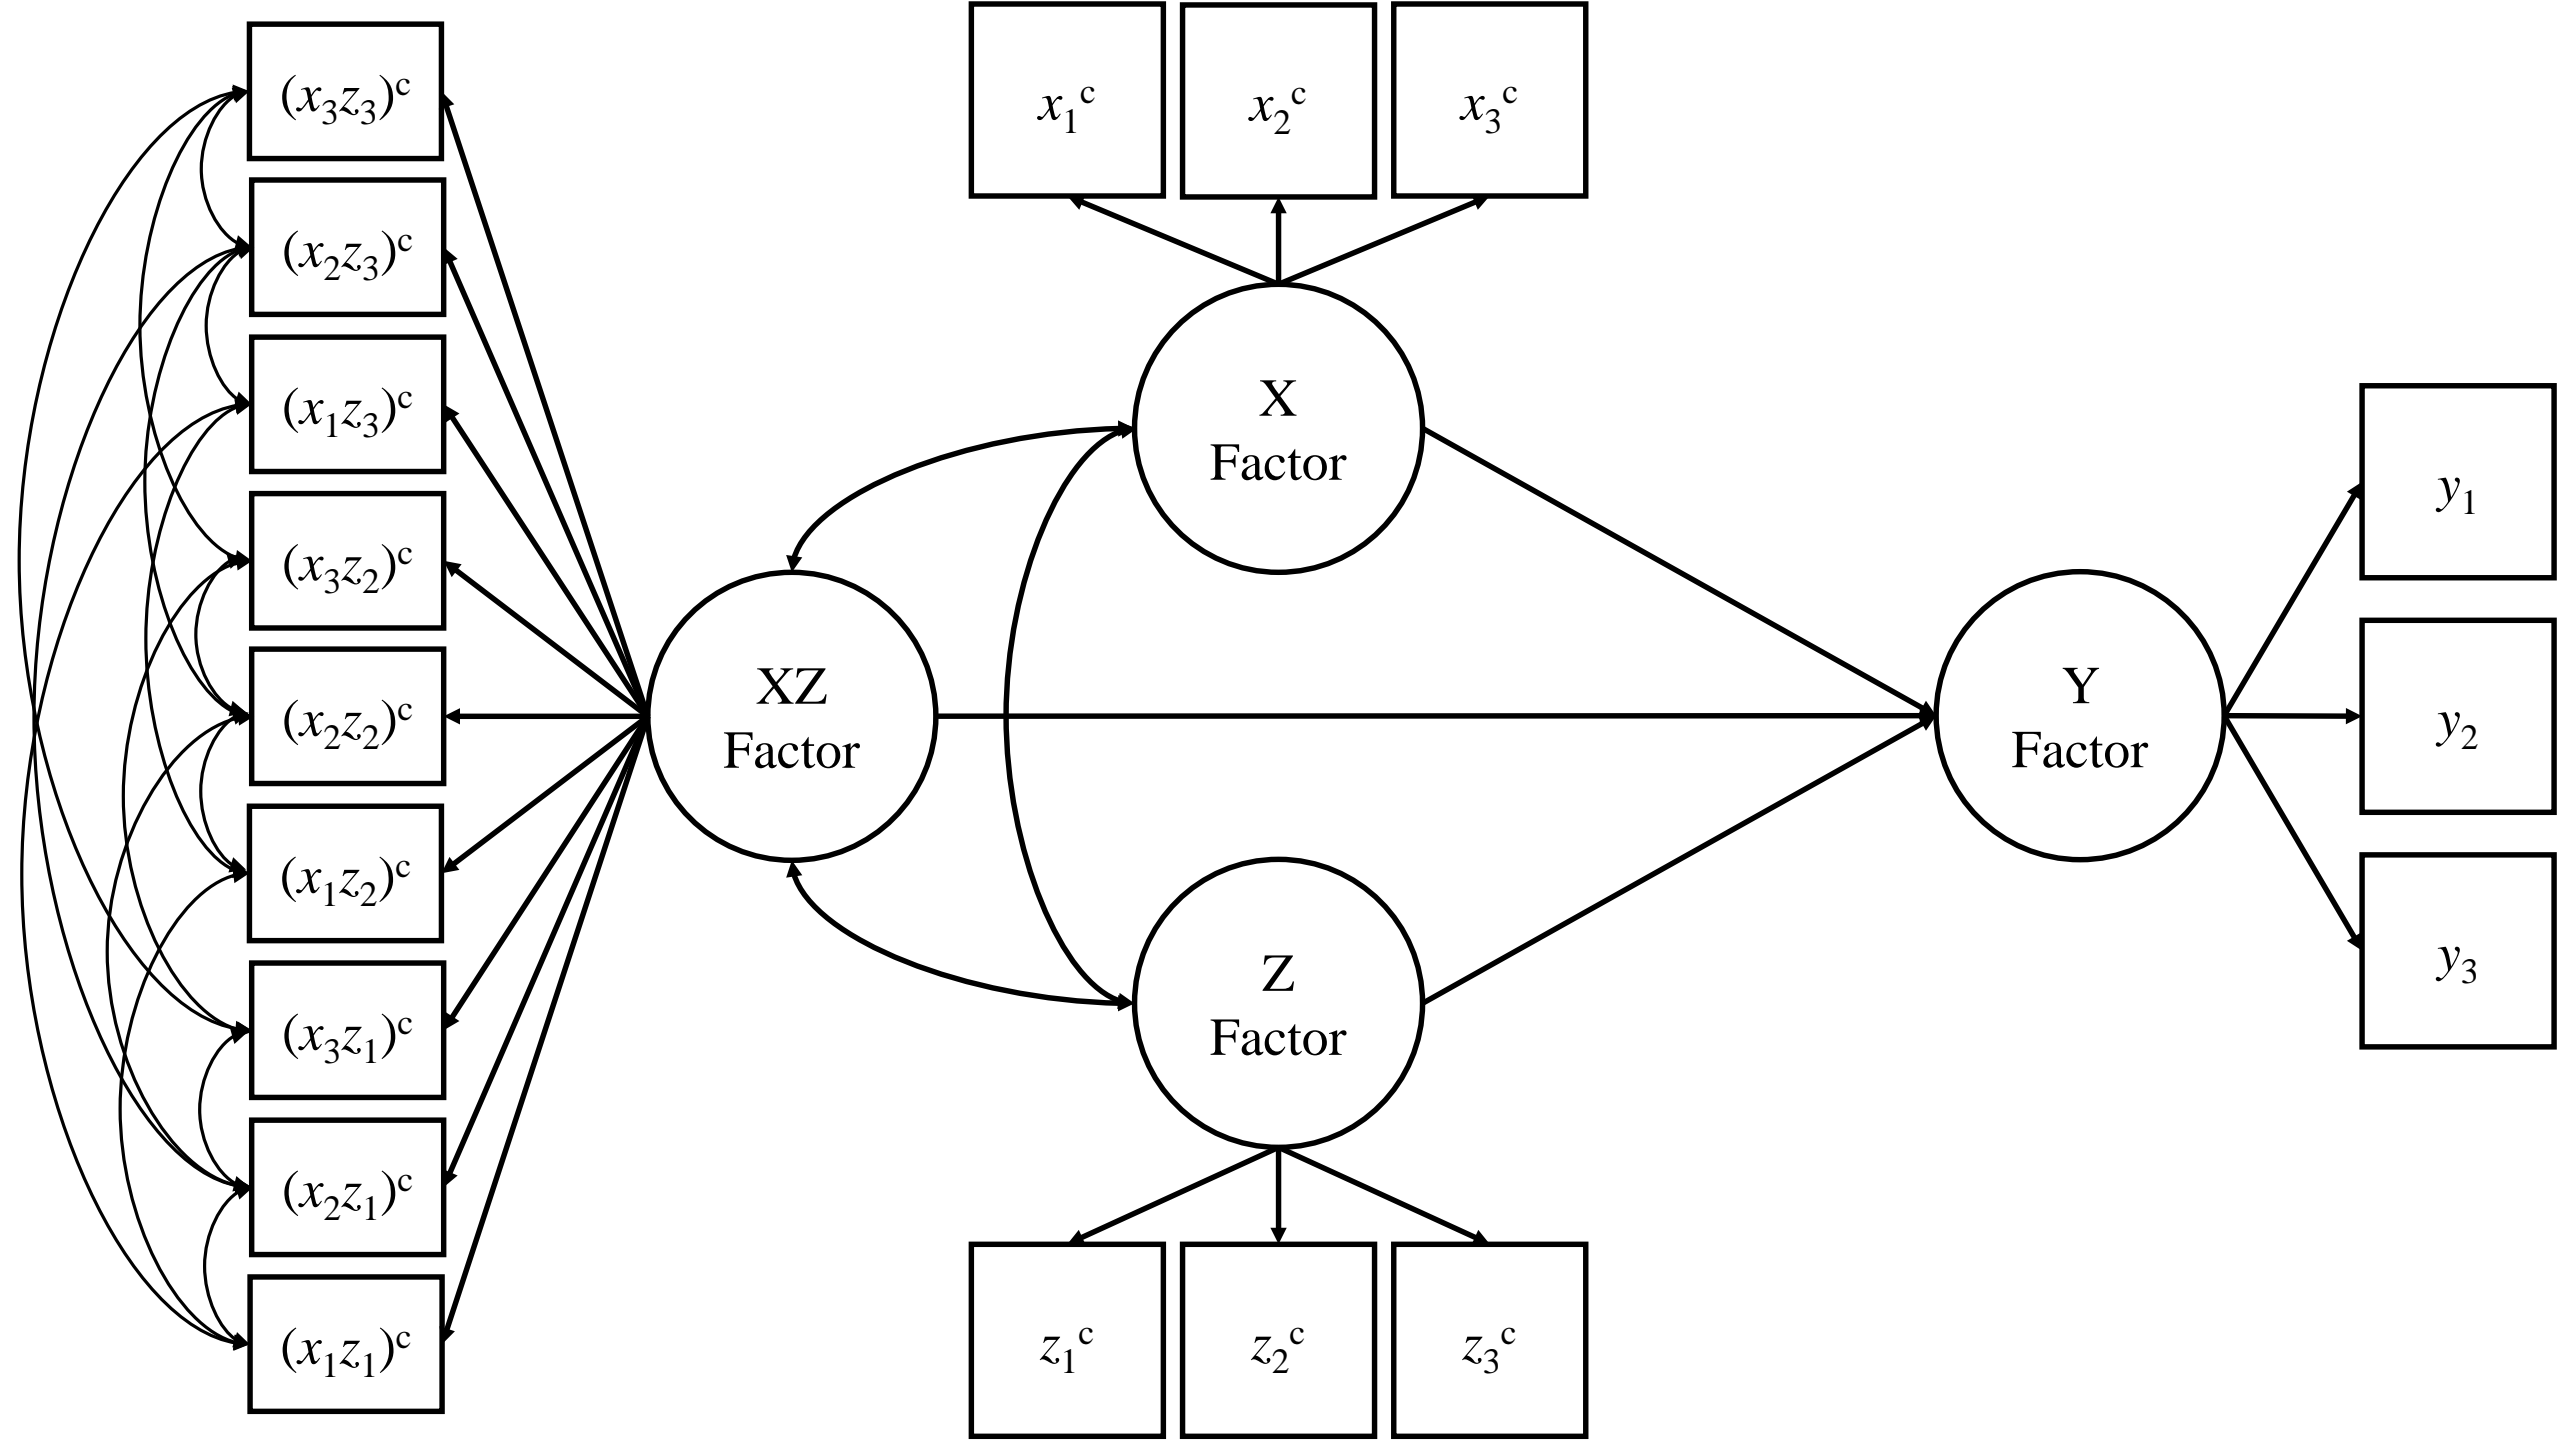 (x₃z₃)ᶜ
(x₂z₃)ᶜ
(x₁z₃)ᶜ
(x₃z₂)ᶜ
(x₂z₂)ᶜ
(x₁z₂)ᶜ
(x₃z₁)ᶜ
(x₂z₁)ᶜ
(x₁z₁)ᶜ
XZ
Factor
x₁ᶜ
x₂ᶜ
x₃ᶜ
X
Factor
Z
Factor
z₁ᶜ
z₂ᶜ
z₃ᶜ
Y
Factor
y₁
y₂
y₃